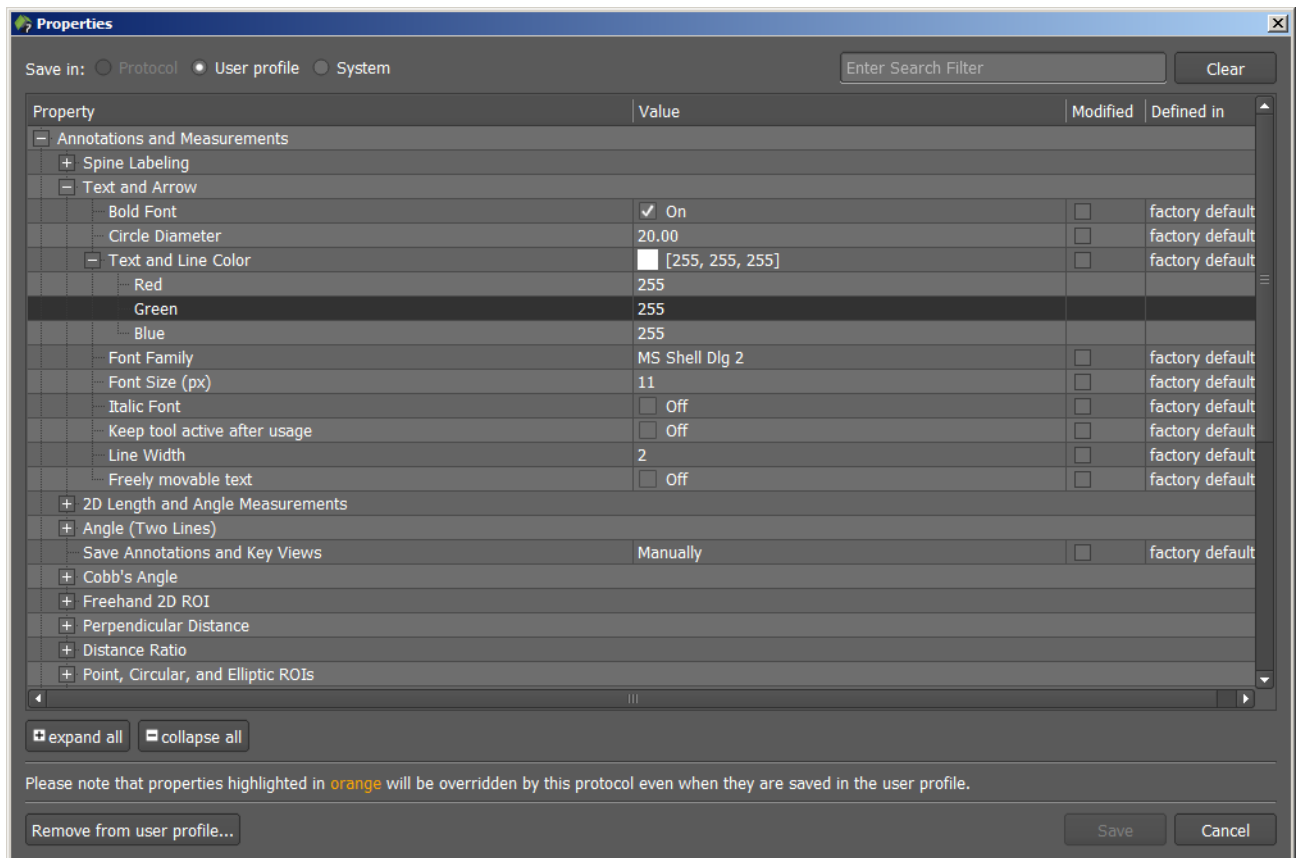 Properties
Save in: Protocol User profile System Enter Search Filter Clear
Property Value Modified Defined in
Annotations and Measurements
Spine Labeling
Text and Arrow
Bold Font On factory default
Circle Diameter 20.00 factory default
Text and Line Color [255, 255, 255] factory default
Red 255
Green 255
Blue 255
Font Family MS Shell Dlg 2 factory default
Font Size (px) 11 factory default
Italic Font Off factory default
Keep tool active after usage Off factory default
Line Width 2 factory default
Freely movable text Off factory default
2D Length and Angle Measurements
Angle (Two Lines)
Save Annotations and Key Views Manually factory default
Cobb's Angle
Freehand 2D ROI
Perpendicular Distance
Distance Ratio
Point, Circular, and Elliptic ROIs
expand all collapse all
Please note that properties highlighted in orange will be overridden by this protocol even when they are saved in the user profile.
Remove from user profile... Save Cancel